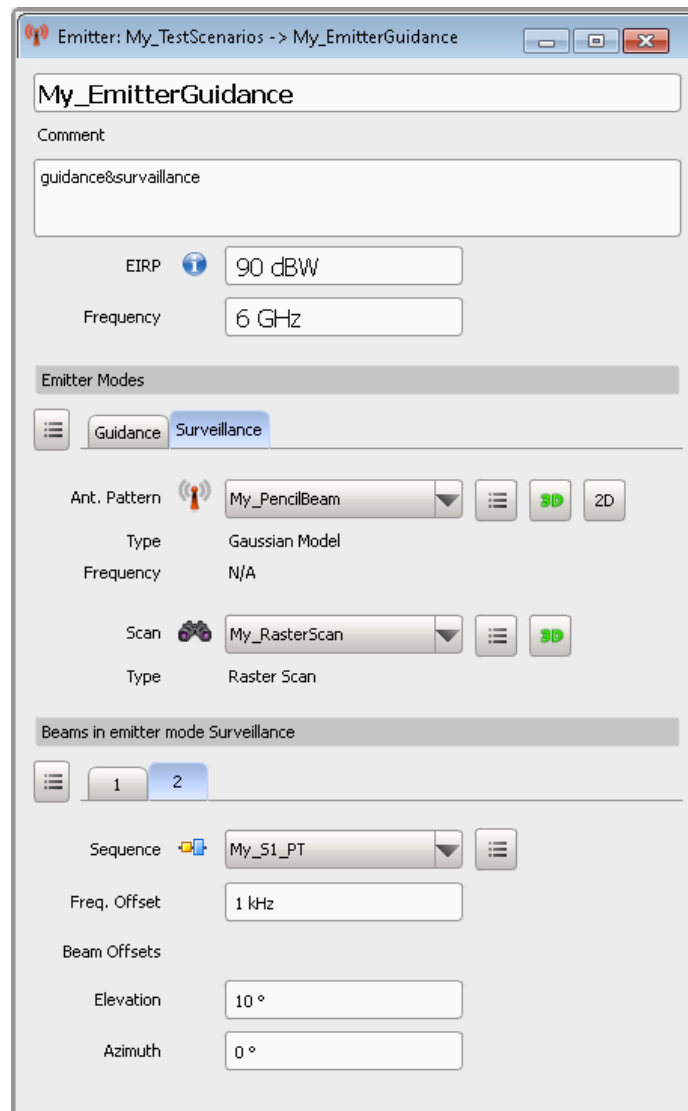 Emitter: My_TestScenarios -> My_EmitterGuidance
My_EmitterGuidance
Comment
guidance&survaillance
EIRP 90 dBW
Frequency 6 GHz
Emitter Modes
Guidance Surveillance
Ant. Pattern My_PencilBeam 3D 2D
Type Gaussian Model
Frequency N/A
Scan My_RasterScan 3D
Type Raster Scan
Beams in emitter mode Surveillance
1 2
Sequence My_S1_PT
Freq. Offset 1 kHz
Beam Offsets
Elevation 10 °
Azimuth 0 °